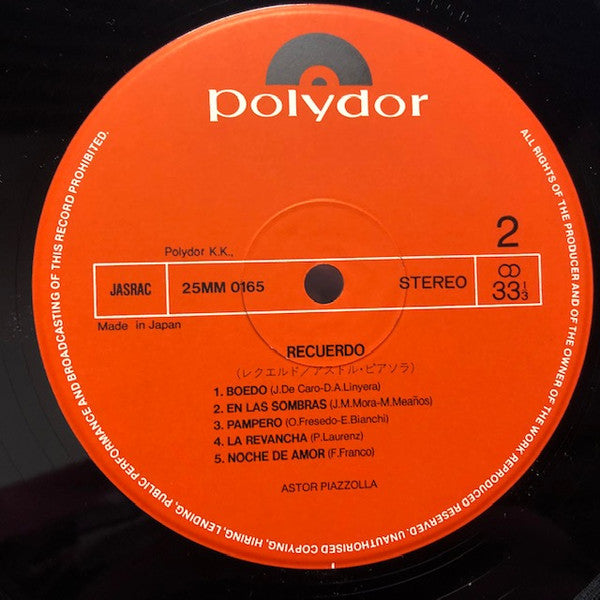 polydor
ALL RIGHTS OF THE PRODUCER AND OF THE OWNER OF THE WORK REPRODUCED RESERVED. UNAUTHORISED COPYING, HIRING, LENDING, PUBLIC PERFORMANCE AND BROADCASTING OF THIS RECORD PROHIBITED.
2
Polydor K.K.,
JASRAC 25MM 0165 STEREO 33 1/3
Made in Japan
RECUERDO
(レクエルド/アストル・ピアソラ)
1. BOEDO (J.De Caro-D.A.Linyera)
2. EN LAS SOMBRAS (J.M.Mora-M.Meaños)
3. PAMPERO (O.Fresedo-E.Bianchi)
4. LA REVANCHA (P.Laurenz)
5. NOCHE DE AMOR (F.Franco)
ASTOR PIAZZOLLA